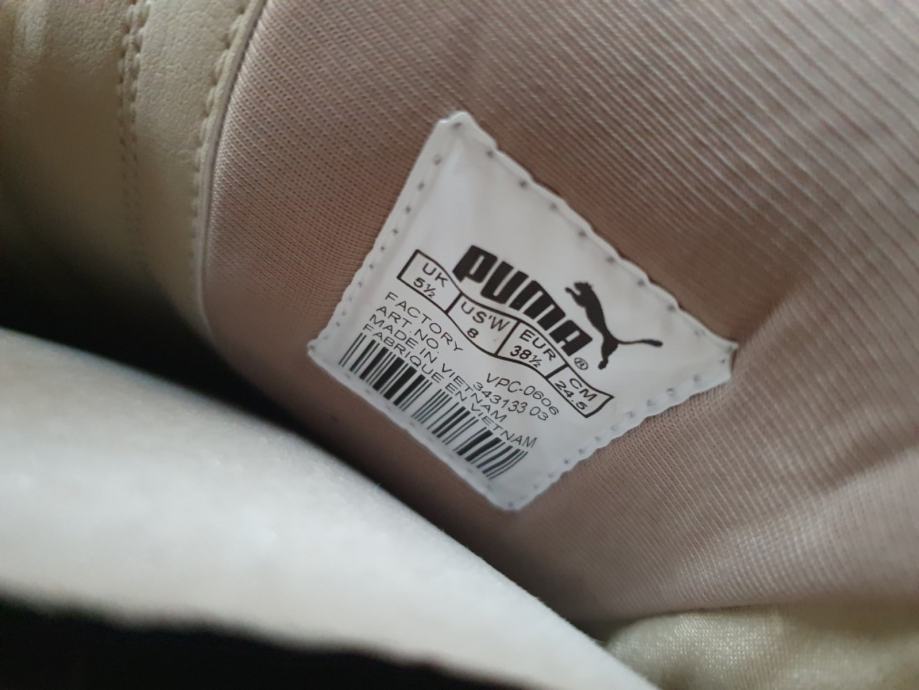 PUMA®
UK US'W EUR CM
5½ 8 38½ 24.5
FACTORY VPC-0606
ART.NO. 343133 03
MADE IN VIETNAM
FABRIQUE EN VIETNAM